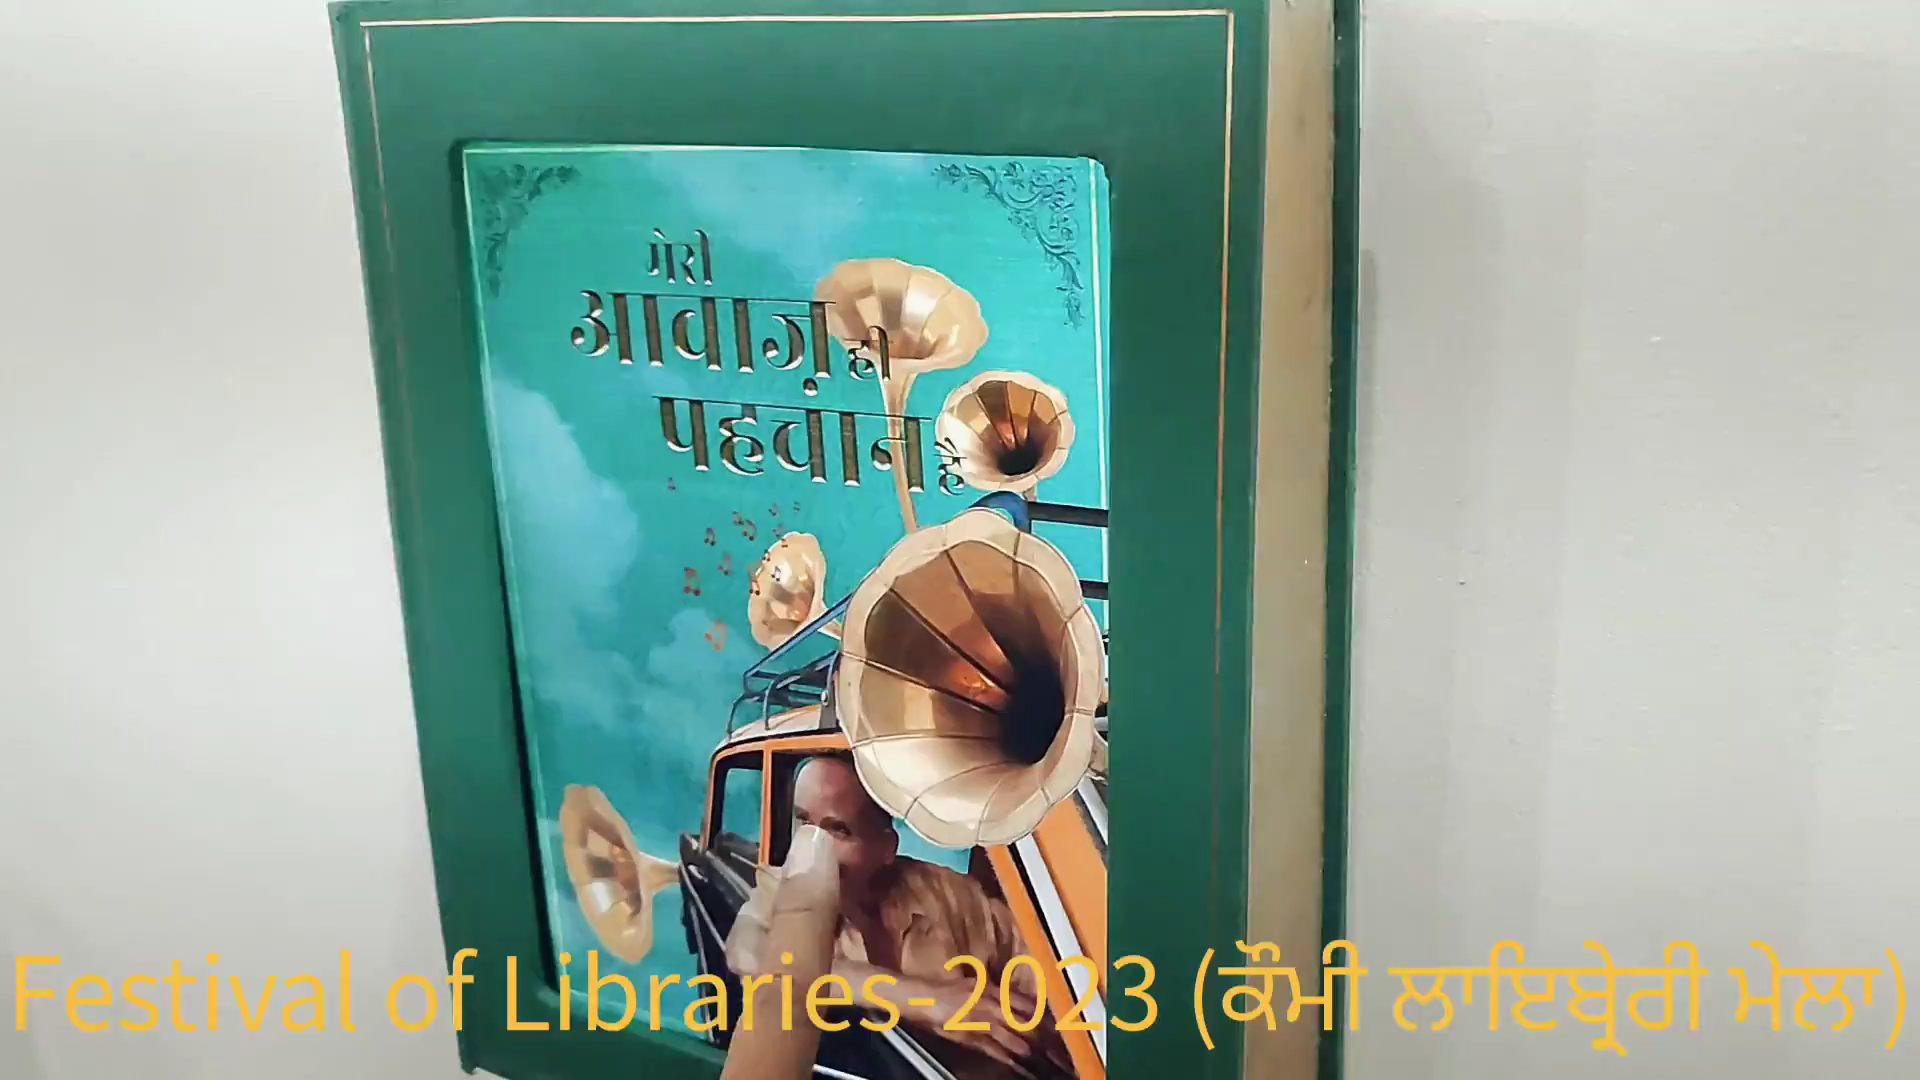 मेरी
आवाज़ ही
पहचान है
Festival of Libraries-2023 (ਕੌਮੀ ਲਾਇਬ੍ਰੇਰੀ ਮੇਲਾ)